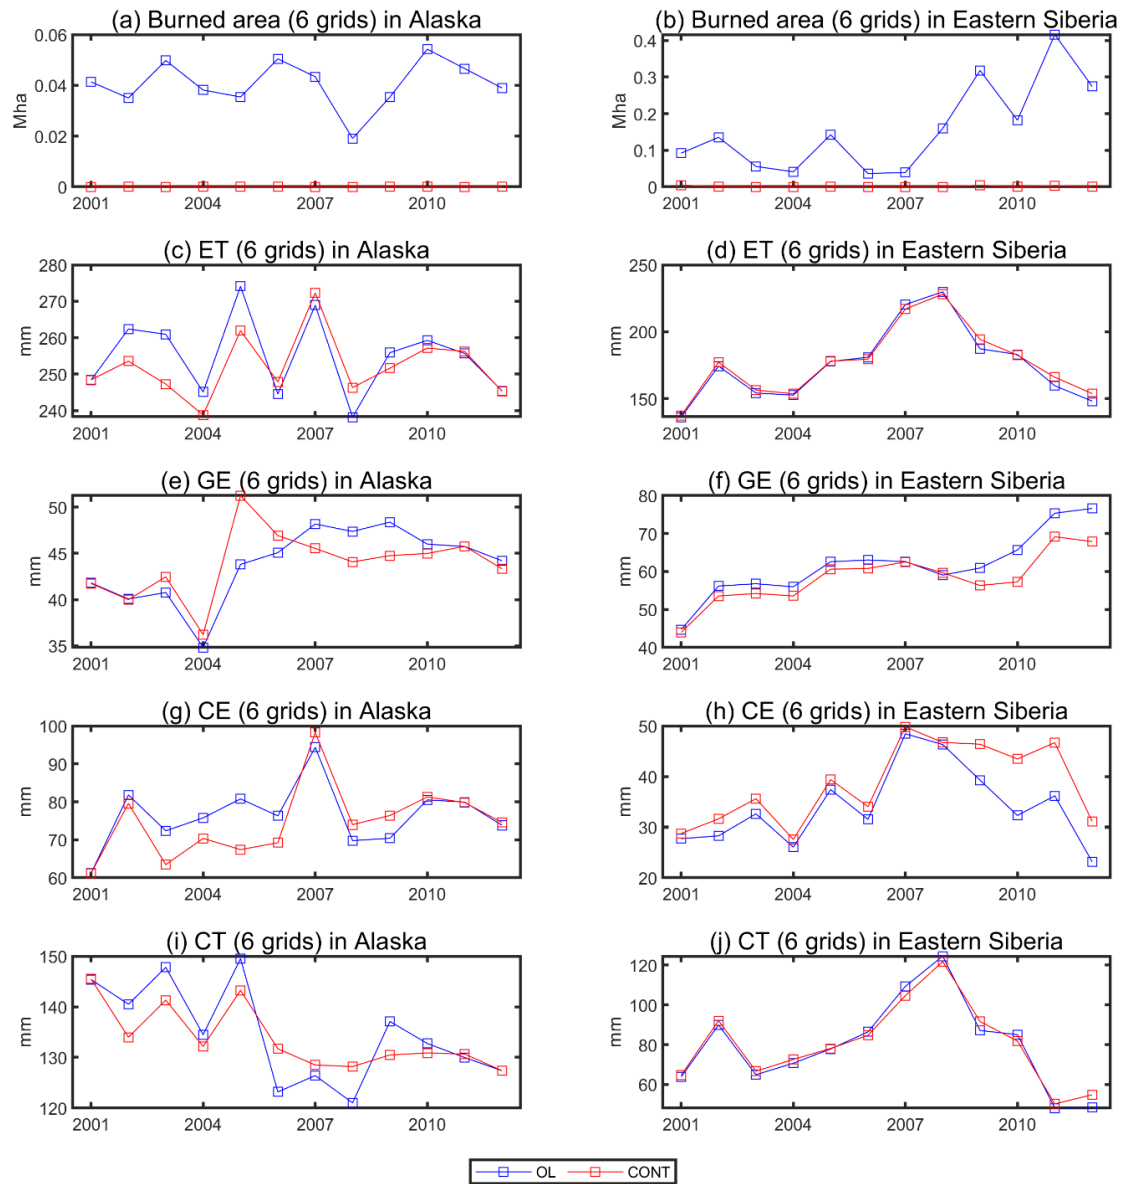 (a) Burned area (6 grids) in Alaska
0.06
0.04
0.02
0
Mha
2001 2004 2007 2010
(b) Burned area (6 grids) in Eastern Siberia
0.4
0.3
0.2
0.1
0
Mha
2001 2004 2007 2010
(c) ET (6 grids) in Alaska
280
270
260
250
240
mm
2001 2004 2007 2010
(d) ET (6 grids) in Eastern Siberia
250
200
150
mm
2001 2004 2007 2010
(e) GE (6 grids) in Alaska
50
45
40
35
mm
2001 2004 2007 2010
(f) GE (6 grids) in Eastern Siberia
80
70
60
50
40
mm
2001 2004 2007 2010
(g) CE (6 grids) in Alaska
100
90
80
70
60
mm
2001 2004 2007 2010
(h) CE (6 grids) in Eastern Siberia
50
40
30
20
mm
2001 2004 2007 2010
(i) CT (6 grids) in Alaska
150
140
130
120
mm
2001 2004 2007 2010
(j) CT (6 grids) in Eastern Siberia
120
100
80
60
mm
2001 2004 2007 2010
OL CONT